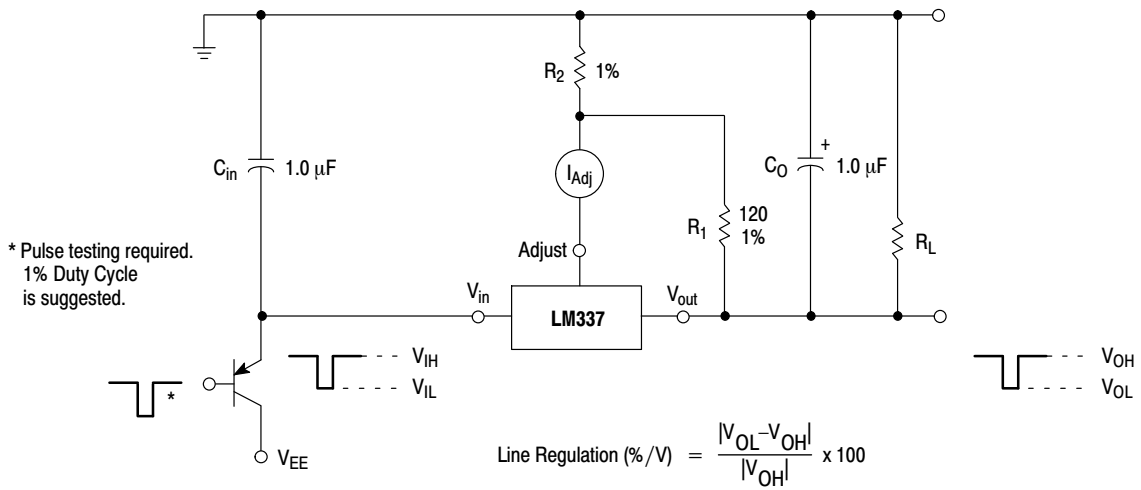 R2 1%
Cin 1.0 μF
IAdj
CO + 1.0 μF
R1 120
1%
RL
* Pulse testing required.
1% Duty Cycle
is suggested.
Adjust
Vin
LM337
Vout
VIH
VIL
*
VEE
VOH
VOL
Line Regulation (%/V) = |VOL–VOH| / |VOH| x 100